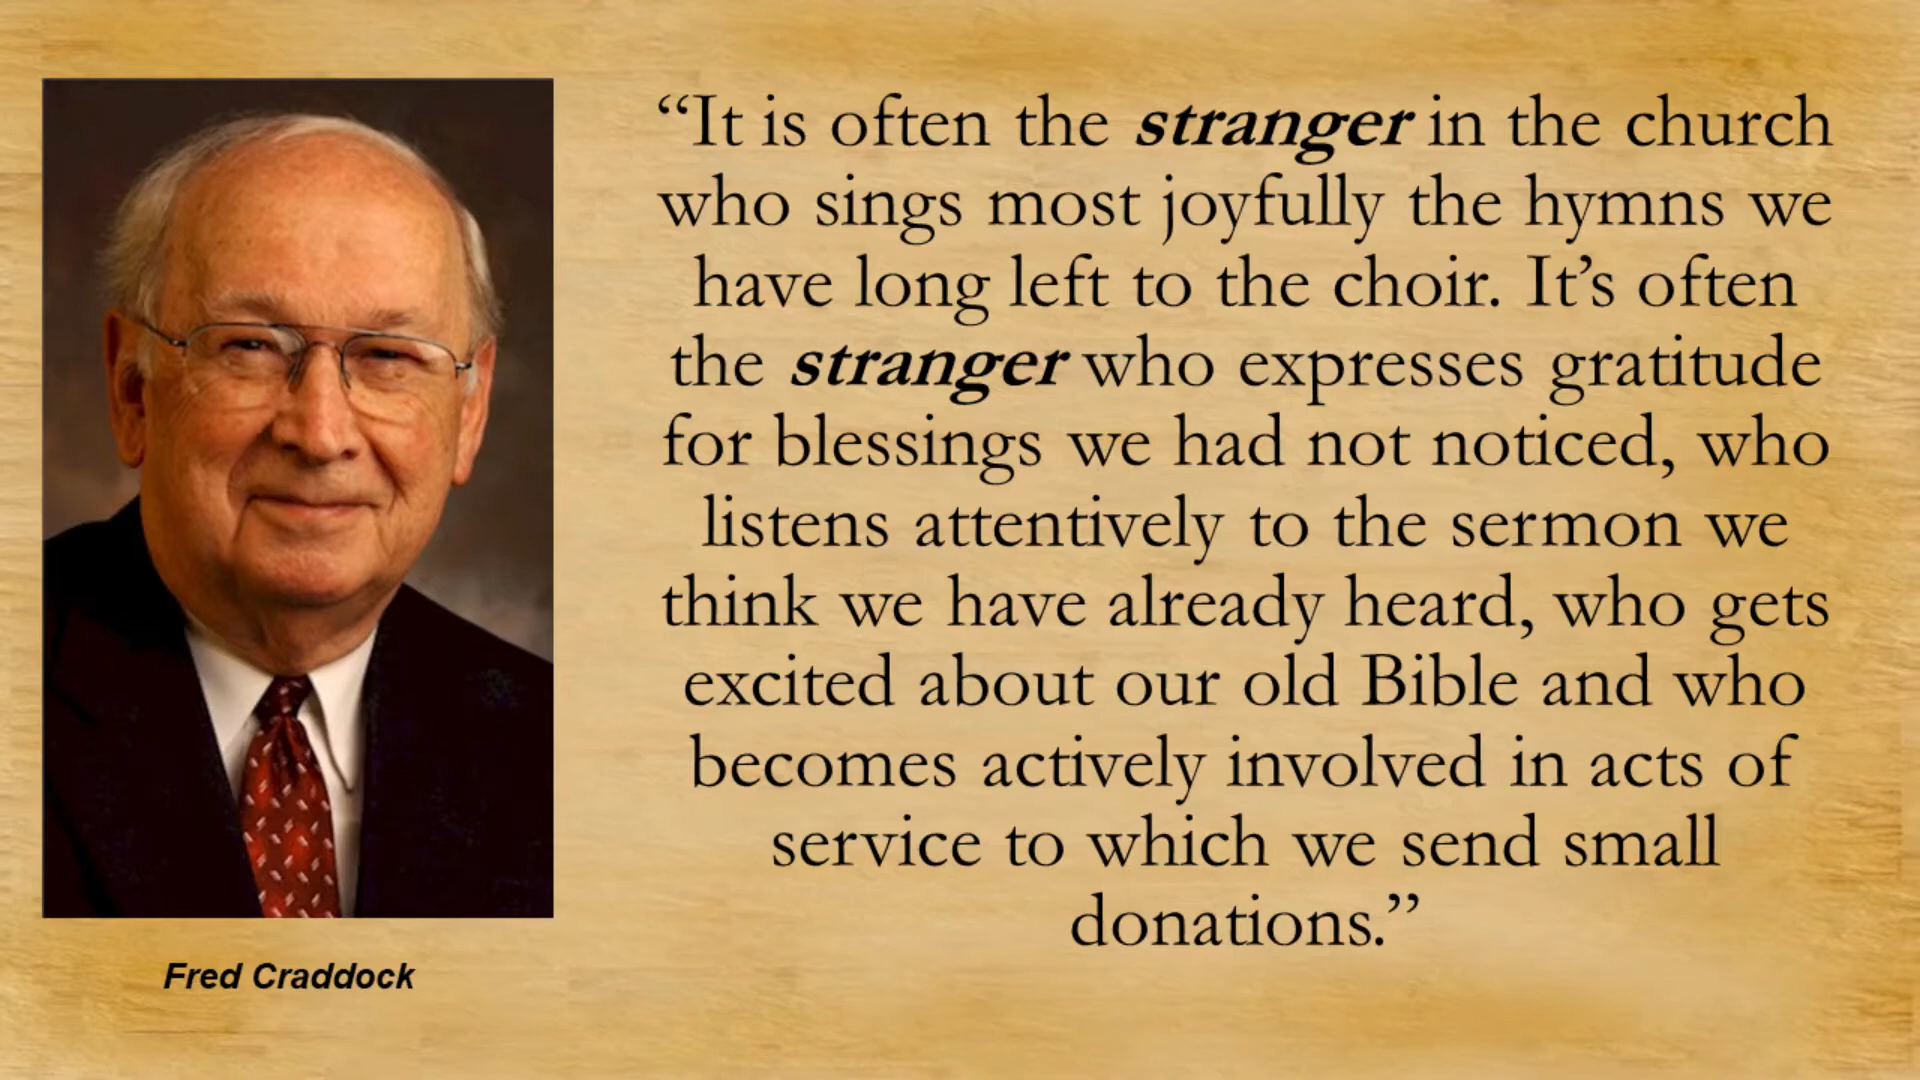 “It is often the stranger in the church
who sings most joyfully the hymns we
have long left to the choir. It’s often
the stranger who expresses gratitude
for blessings we had not noticed, who
listens attentively to the sermon we
think we have already heard, who gets
excited about our old Bible and who
becomes actively involved in acts of
service to which we send small
donations.”
Fred Craddock